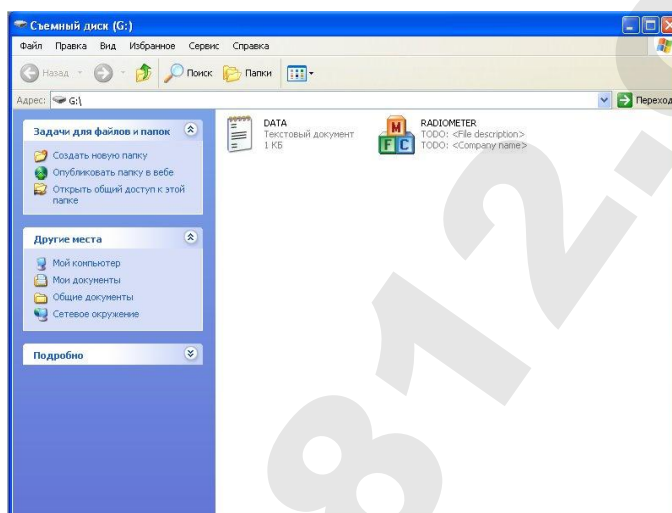 Съемный диск (G:)
Файл Правка Вид Избранное Сервис Справка
Назад Поиск Папки
Адрес: G:\ Переход
Задачи для файлов и папок
Создать новую папку
Опубликовать папку в вебе
Открыть общий доступ к этой
папке
Другие места
Мой компьютер
Мои документы
Общие документы
Сетевое окружение
Подробно
DATA
Текстовый документ
1 КБ
RADIOMETER
TODO: <File description>
TODO: <Company name>
M
F C
812.
8